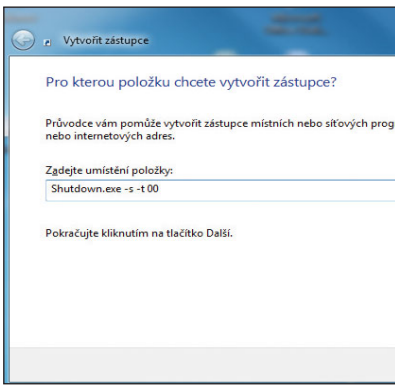 Vytvořit zástupce
Pro kterou položku chcete vytvořit zástupce?
Průvodce vám pomůže vytvořit zástupce místních nebo síťových prog
nebo internetových adres.
Zadejte umístění položky:
Shutdown.exe -s -t 00
Pokračujte kliknutím na tlačítko Další.